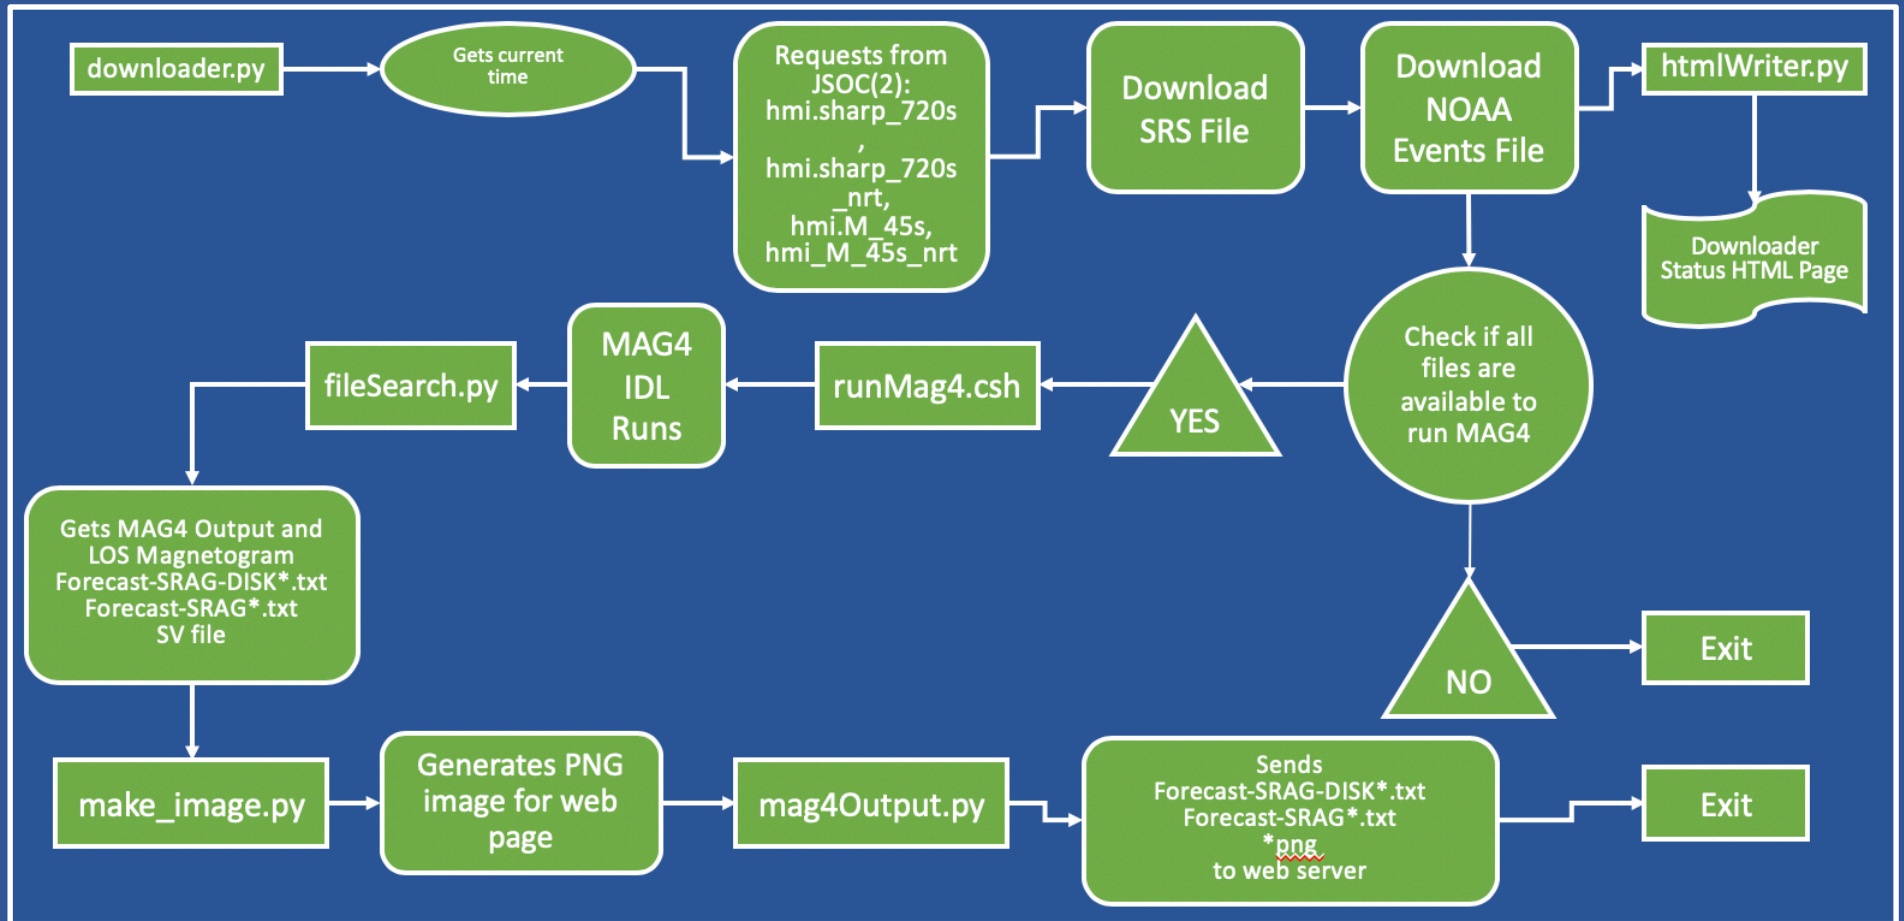 downloader.py
Gets current
time
Requests from
JSOC(2):
hmi.sharp_720s
,
hmi.sharp_720s
_nrt,
hmi.M_45s,
hmi_M_45s_nrt
Download
SRS File
Download
NOAA
Events File
htmlWriter.py
Downloader
Status HTML Page
Check if all
files are
available to
run MAG4
YES
runMag4.csh
MAG4
IDL
Runs
fileSearch.py
Gets MAG4 Output and
LOS Magnetogram
Forecast-SRAG-DISK*.txt
Forecast-SRAG*.txt
SV file
NO
Exit
make_image.py
Generates PNG
image for web
page
mag4Output.py
Sends
Forecast-SRAG-DISK*.txt
Forecast-SRAG*.txt
*png
to web server
Exit